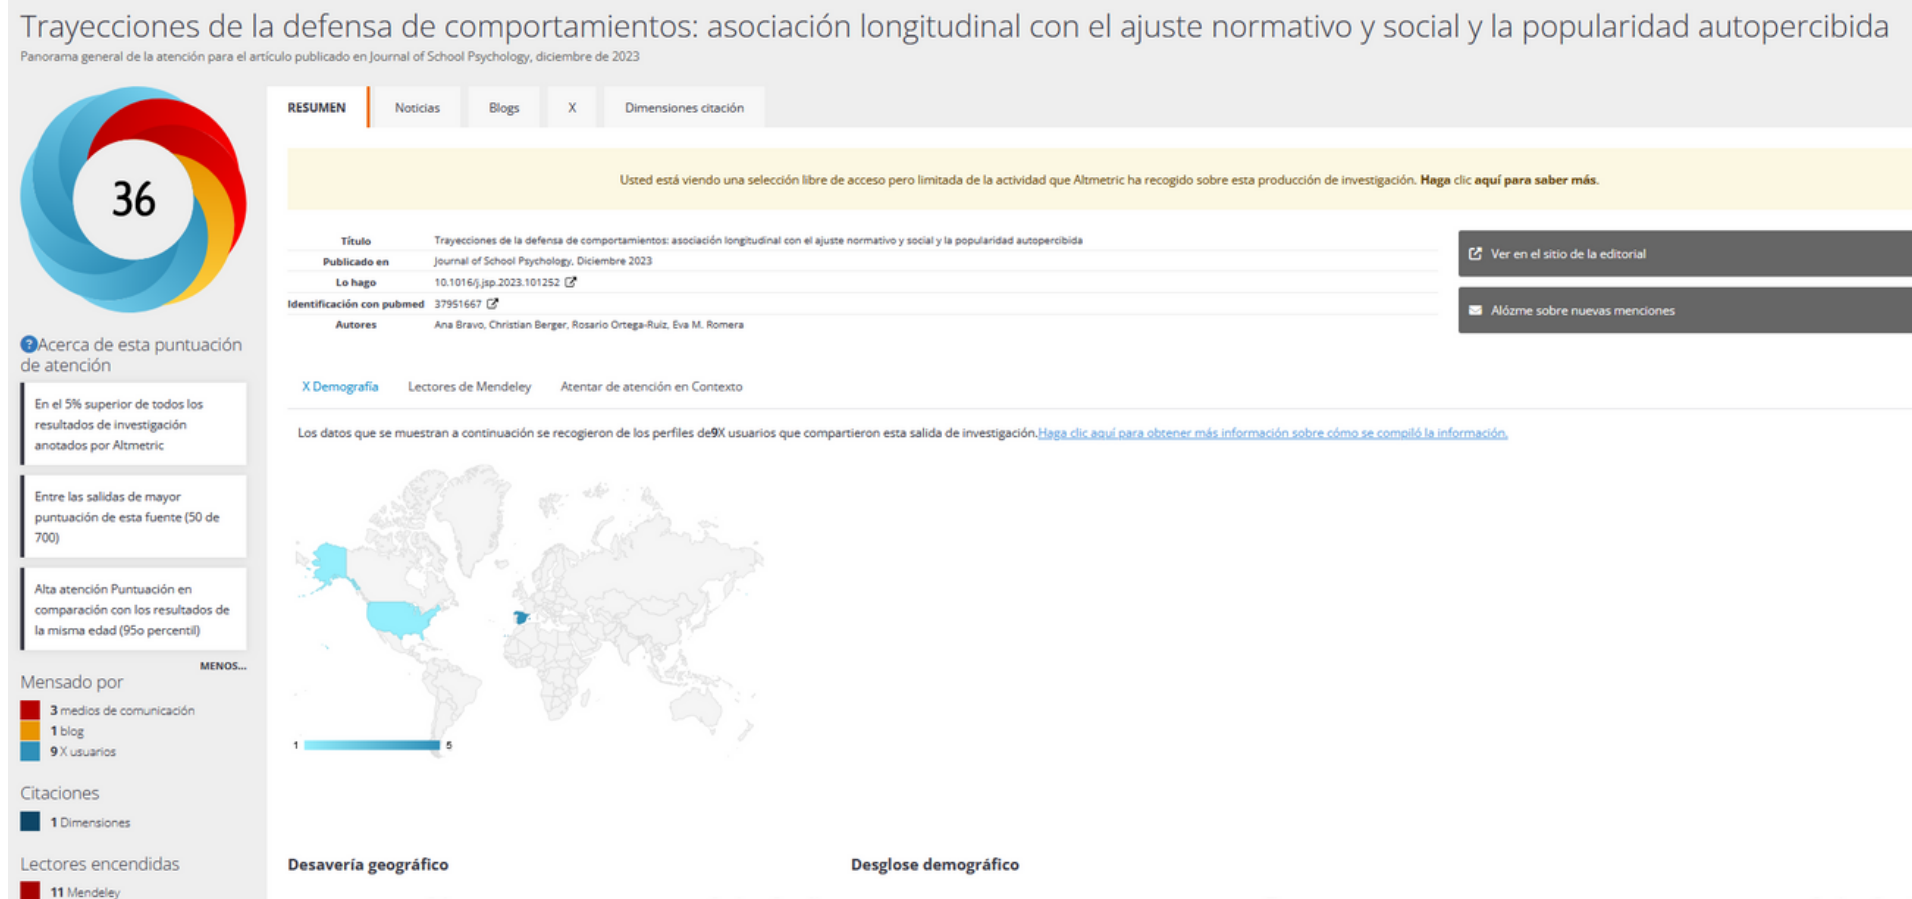 Trayecciones de la defensa de comportamientos: asociación longitudinal con el ajuste normativo y social y la popularidad autopercibida
Panorama general de la atención para el artículo publicado en Journal of School Psychology, diciembre de 2023
36
RESUMEN Noticias Blogs X Dimensiones citación
Usted está viendo una selección libre de acceso pero limitada de la actividad que Altmetric ha recogido sobre esta producción de investigación. Haga clic aquí para saber más.
Título Trayecciones de la defensa de comportamientos: asociación longitudinal con el ajuste normativo y social y la popularidad autopercibida
Publicado en Journal of School Psychology, Diciembre 2023
Lo hago 10.1016/j.jsp.2023.101252
Identificación con pubmed 37951667
Autores Ana Bravo, Christian Berger, Rosario Ortega-Ruiz, Eva M. Romera
Ver en el sitio de la editorial
Alózme sobre nuevas menciones
?Acerca de esta puntuación
de atención
En el 5% superior de todos los
resultados de investigación
anotados por Altmetric
Entre las salidas de mayor
puntuación de esta fuente (50 de
700)
Alta atención Puntuación en
comparación con los resultados de
la misma edad (95o percentil)
MENOS...
Mensado por
3 medios de comunicación
1 blog
9 X usuarios
Citaciones
1 Dimensiones
Lectores encendidas
11 Mendeley
X Demografía Lectores de Mendeley Atentar de atención en Contexto
Los datos que se muestran a continuación se recogieron de los perfiles de9X usuarios que compartieron esta salida de investigación.Haga clic aquí para obtener más información sobre cómo se compiló la información.
1 5
Desavería geográfico Desglose demográfico